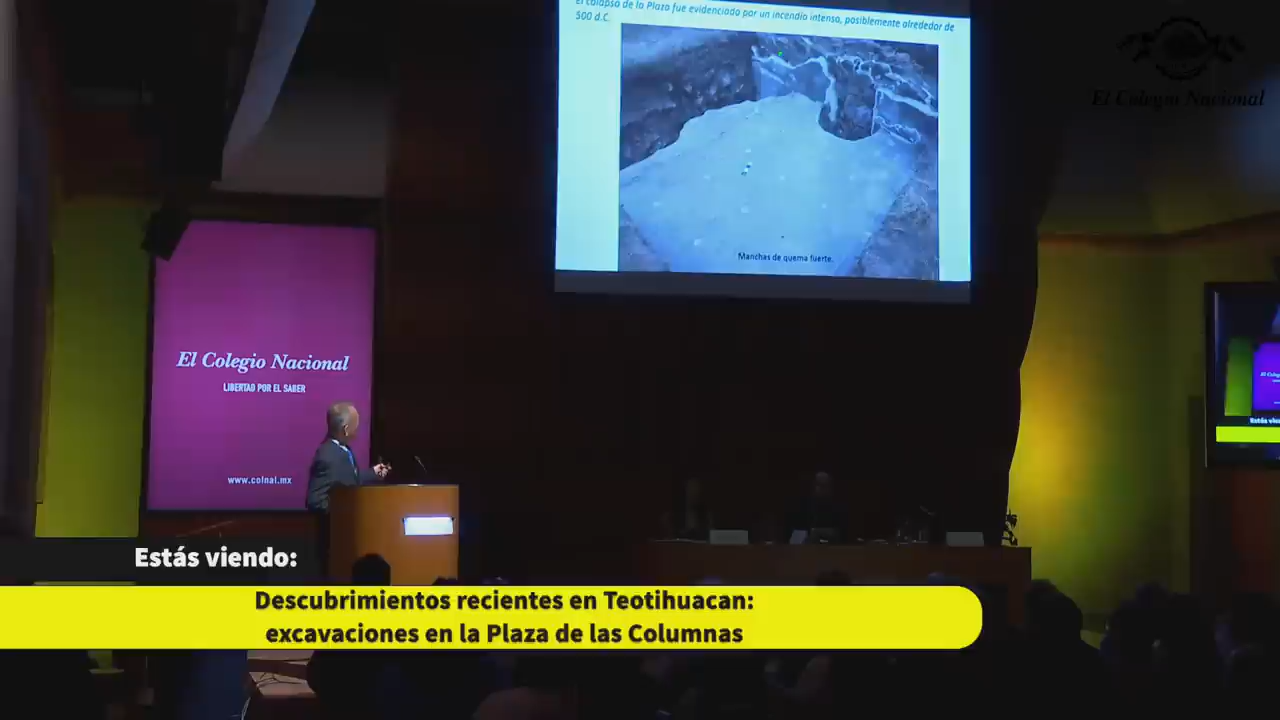 El colapso de la Plaza fue evidenciado por un incendio intenso, posiblemente alrededor de
500 d.C.
El Colegio Nacional
Manchas de quema fuerte.
El Colegio Nacional
LIBERTAD POR EL SABER
www.colnal.mx
Estás viendo:
Descubrimientos recientes en Teotihuacan:
excavaciones en la Plaza de las Columnas